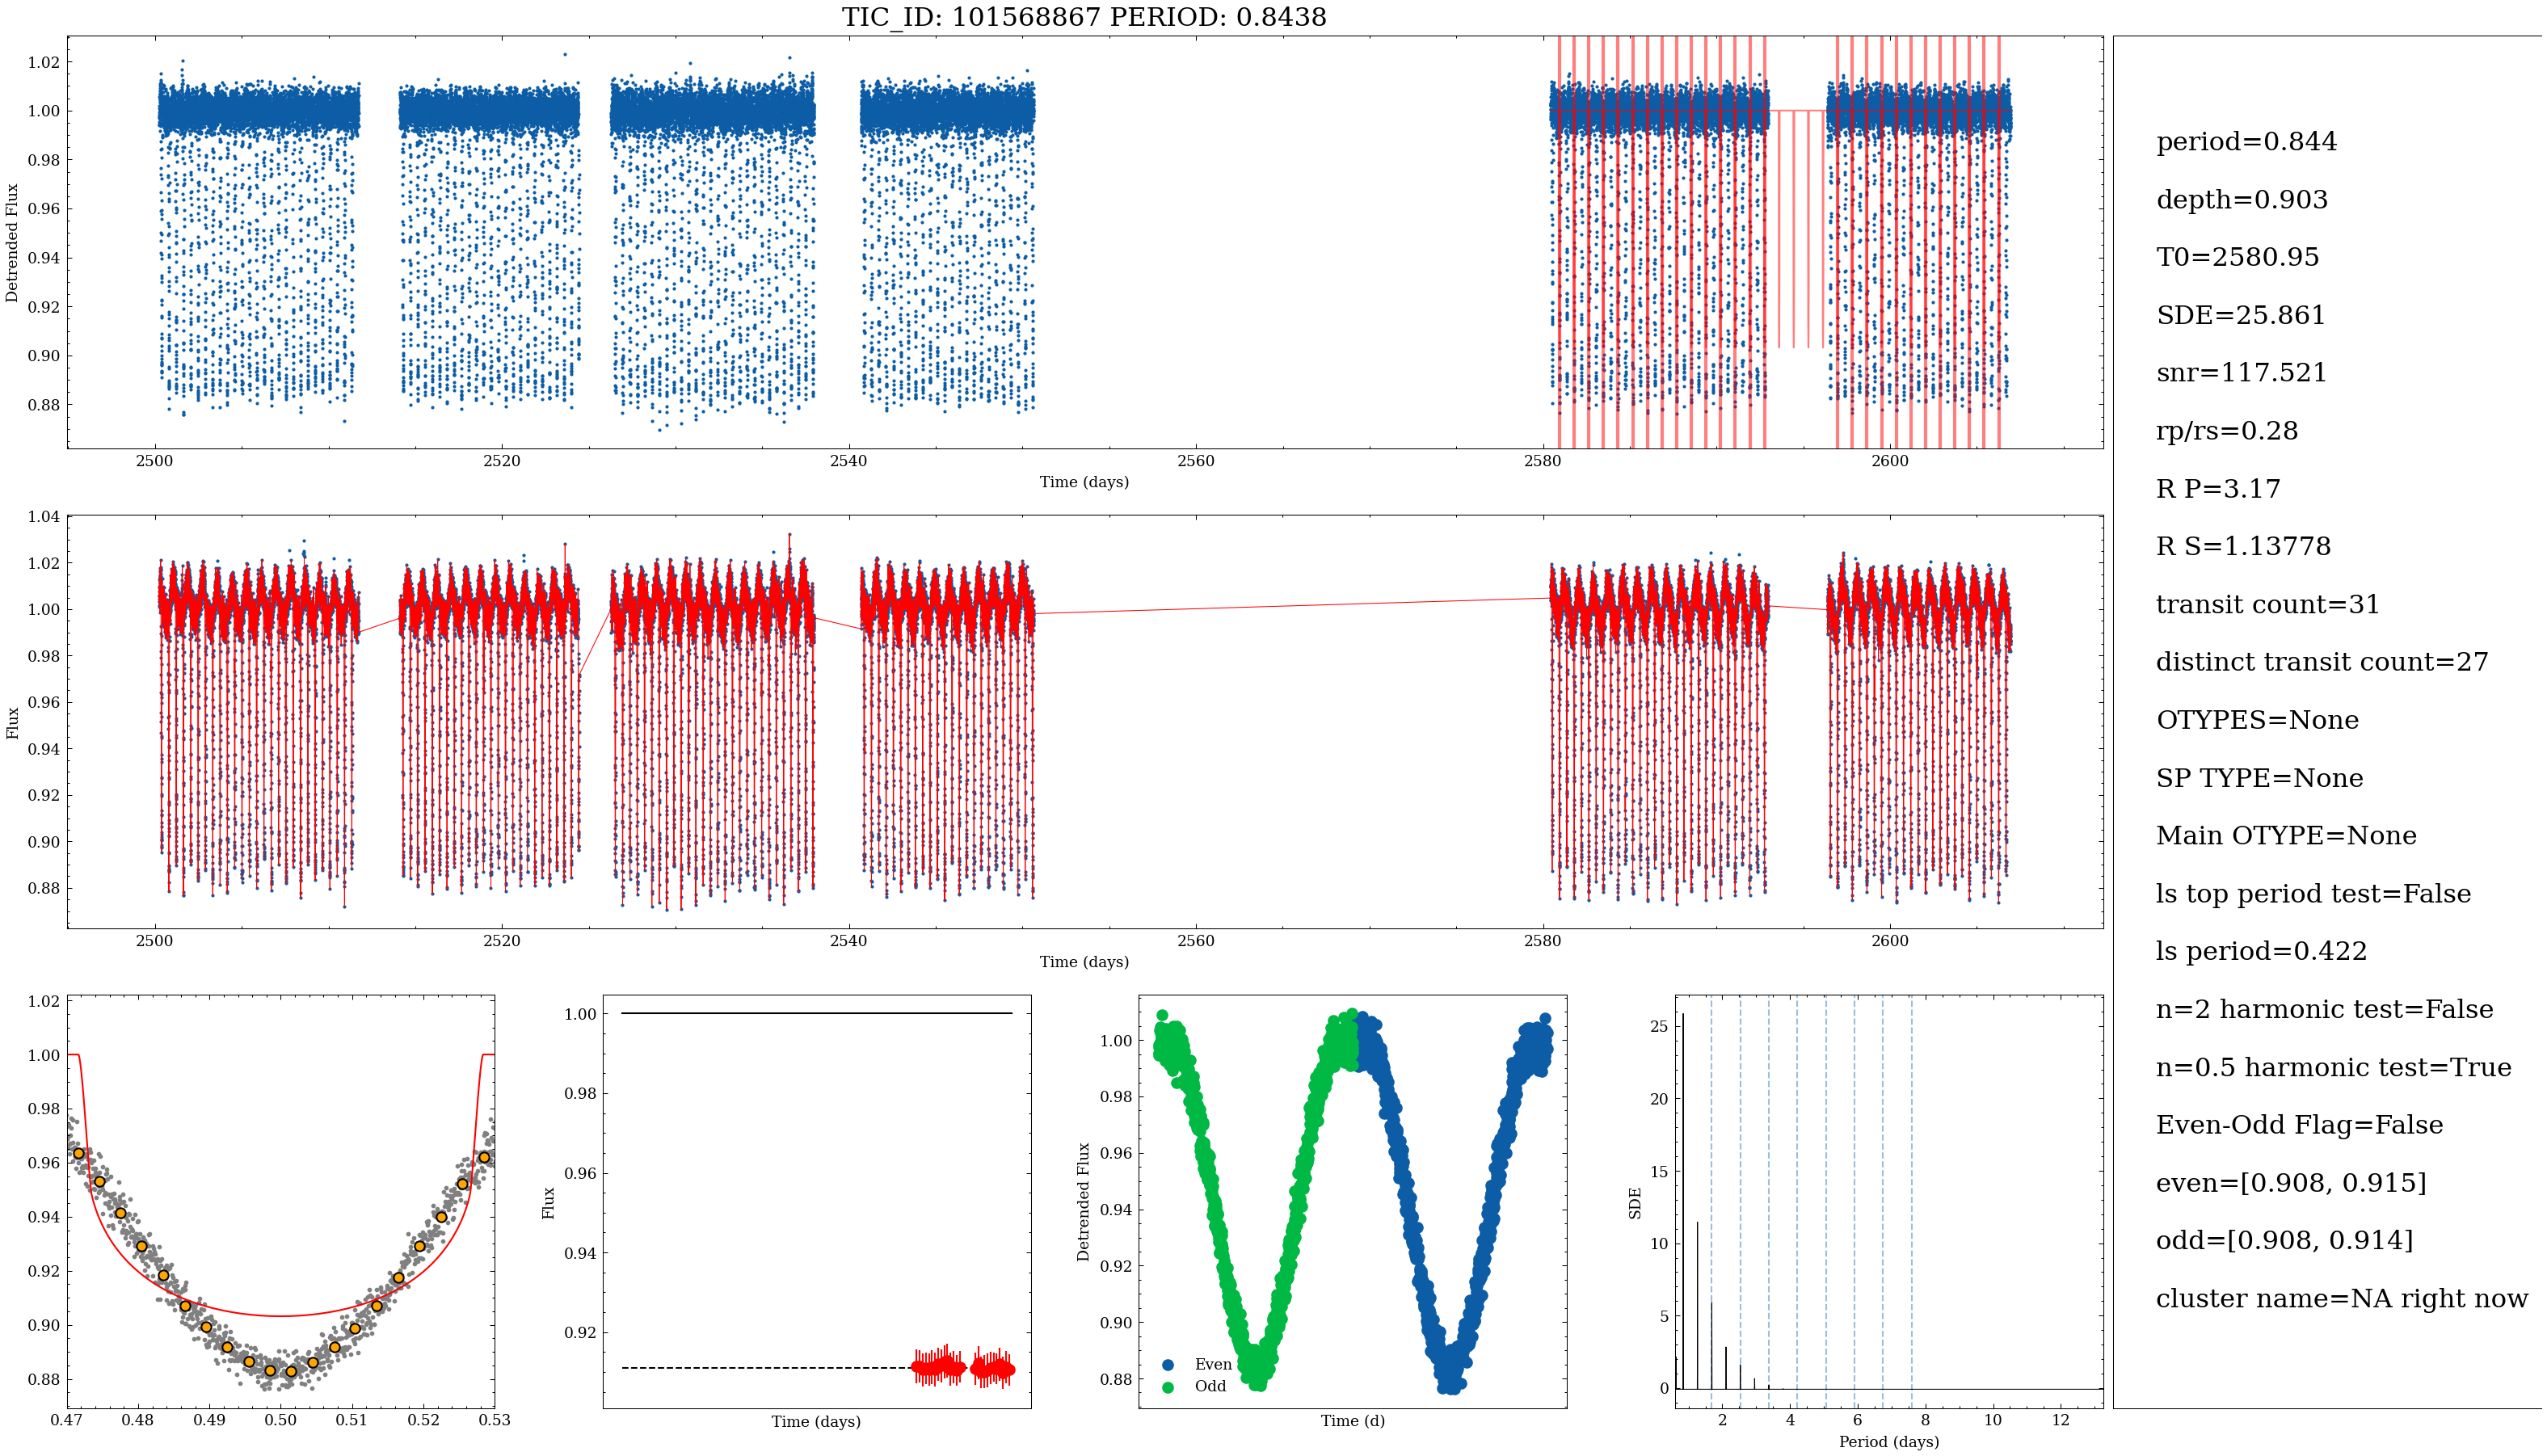 TIC_ID: 101568867 PERIOD: 0.8438
1.02
1.00
0.98
0.96
0.94
0.92
0.90
0.88
Detrended Flux
2500 2520 2540 2560 2580 2600
Time (days)
1.04
1.02
1.00
0.98
0.96
0.94
0.92
0.90
0.88
Flux
2500 2520 2540 2560 2580 2600
Time (days)
1.02
1.00
0.98
0.96
0.94
0.92
0.90
0.88
0.47 0.48 0.49 0.50 0.51 0.52 0.53
1.00
0.98
0.96
0.94
0.92
Flux
Time (days)
1.00
0.98
0.96
0.94
0.92
0.90
0.88
Detrended Flux
Even
Odd
Time (d)
25
20
15
10
5
0
SDE
2 4 6 8 10 12
Period (days)
period=0.844
depth=0.903
T0=2580.95
SDE=25.861
snr=117.521
rp/rs=0.28
R P=3.17
R S=1.13778
transit count=31
distinct transit count=27
OTYPES=None
SP TYPE=None
Main OTYPE=None
ls top period test=False
ls period=0.422
n=2 harmonic test=False
n=0.5 harmonic test=True
Even-Odd Flag=False
even=[0.908, 0.915]
odd=[0.908, 0.914]
cluster name=NA right now